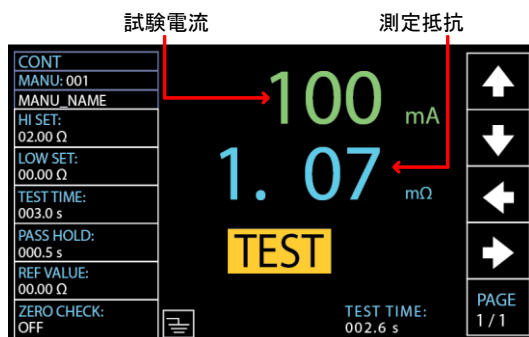 試験電流
測定抵抗
CONT
MANU: 001
MANU_NAME
HI SET:
02.00 Ω
LOW SET:
00.00 Ω
TEST TIME:
003.0 s
PASS HOLD:
000.5 s
REF VALUE:
00.00 Ω
ZERO CHECK:
OFF
100 mA
1. 07 mΩ
TEST
TEST TIME:
002.6 s
PAGE
1/1